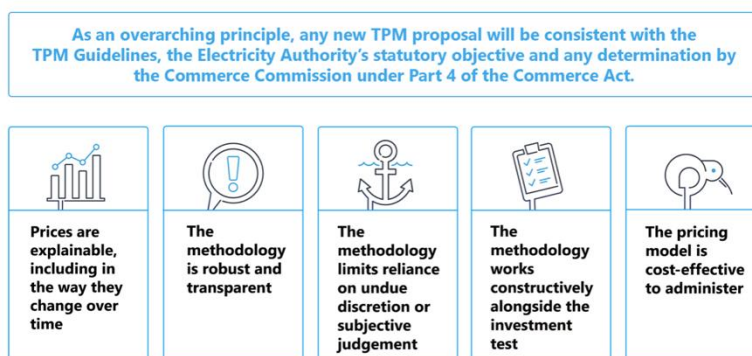 As an overarching principle, any new TPM proposal will be consistent with the
TPM Guidelines, the Electricity Authority's statutory objective and any determination by
the Commerce Commission under Part 4 of the Commerce Act.
Prices are
explainable,
including in
the way they
change over
time
The
methodology
is robust and
transparent
The
methodology
limits reliance
on undue
discretion or
subjective
judgement
The
methodology
works
constructively
alongside the
investment
test
The pricing
model is
cost-effective
to administer